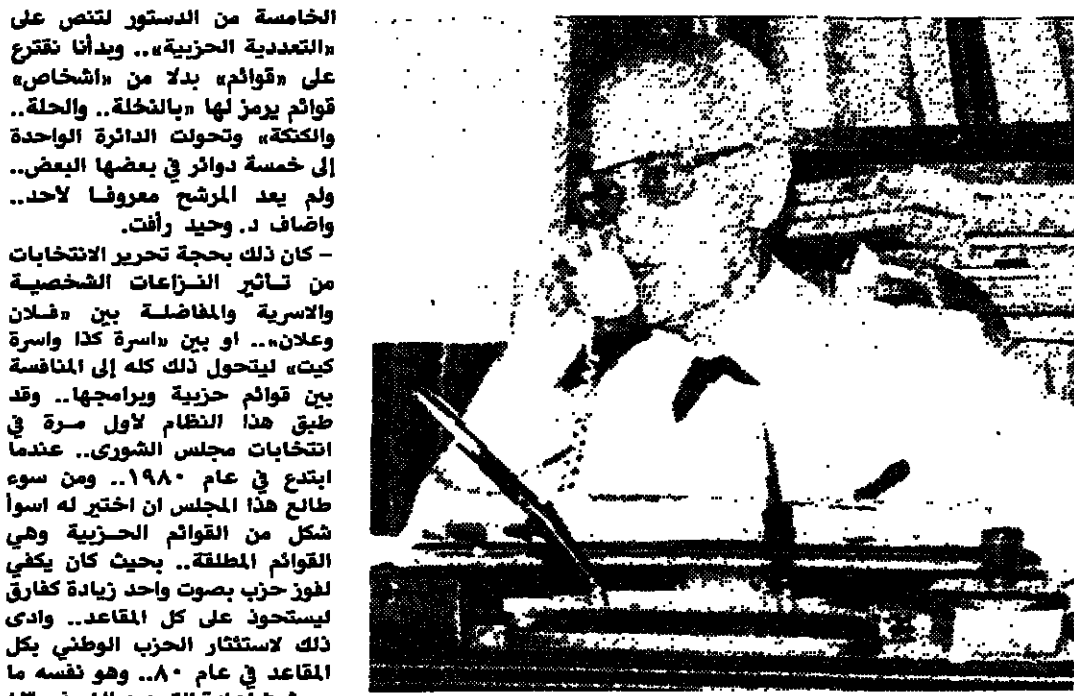 الخامسة من الدستور لتنص على
«التعددية الحزبية».. وبدأنا نقترع
على «قوائم» بدلا من «اشخاص»
قوائم يرمز لها «بالنخلة.. والحلة..
والكنكة» وتحولت الدائرة الواحدة
إلى خمسة دوائر في بعضها البعض..
ولم يعد المرشح معروفا لأحد..
واضاف د. وحيد رأفت.
– كان ذلك بحجة تحرير الانتخابات
من تأثير النزاعات الشخصية
والاسرية والمفاضلة بين «فلان
وعلان».. او بين «اسرة كذا واسرة
كيت» ليتحول ذلك كله إلى المنافسة
بين قوائم حزبية وبرامجها.. وقد
طبق هذا النظام لأول مرة في
انتخابات مجلس الشورى.. عندما
ابتدع في عام ١٩٨٠.. ومن سوء
طالع هذا المجلس ان اختير له اسوأ
شكل من القوائم الحزبية وهي
القوائم المطلقة.. بحيث كان يكفي
لفوز حزب بصوت واحد زيادة كفارق
ليستحوذ على كل المقاعد.. وادى
ذلك لاستئثار الحزب الوطني بكل
المقاعد في عام ٨٠.. وهو نفسه ما